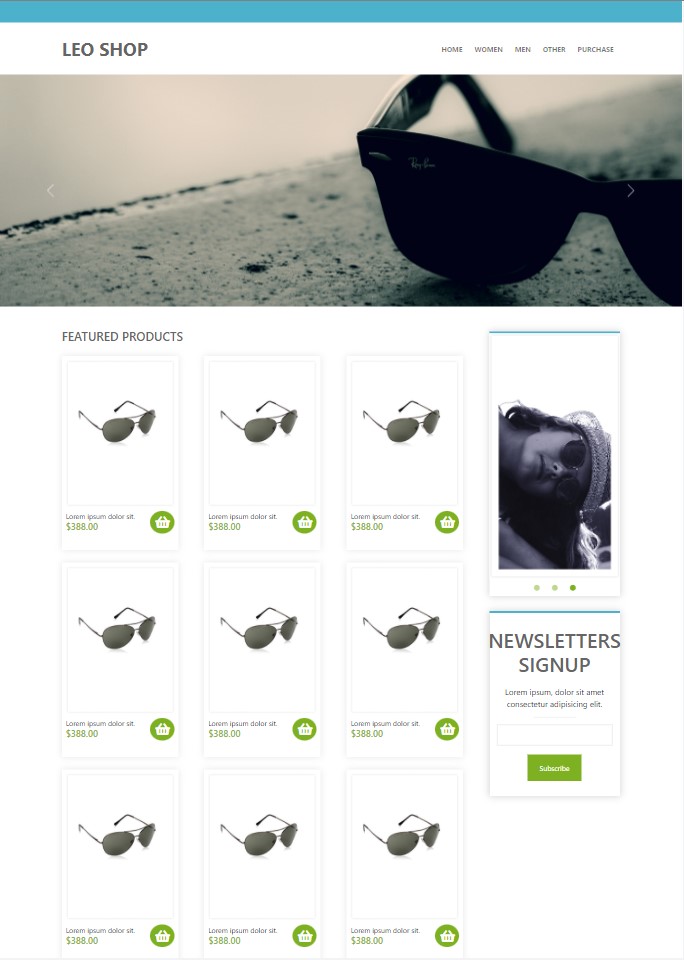 LEO SHOP
HOME WOMEN MEN OTHER PURCHASE
Ray-Ban
FEATURED PRODUCTS
Lorem ipsum dolor sit.
$388.00
Lorem ipsum dolor sit.
$388.00
Lorem ipsum dolor sit.
$388.00
Lorem ipsum dolor sit.
$388.00
Lorem ipsum dolor sit.
$388.00
Lorem ipsum dolor sit.
$388.00
Lorem ipsum dolor sit.
$388.00
Lorem ipsum dolor sit.
$388.00
Lorem ipsum dolor sit.
$388.00
NEWSLETTERS
SIGNUP
Lorem ipsum, dolor sit amet
consectetur adipisicing elit.
Subscribe